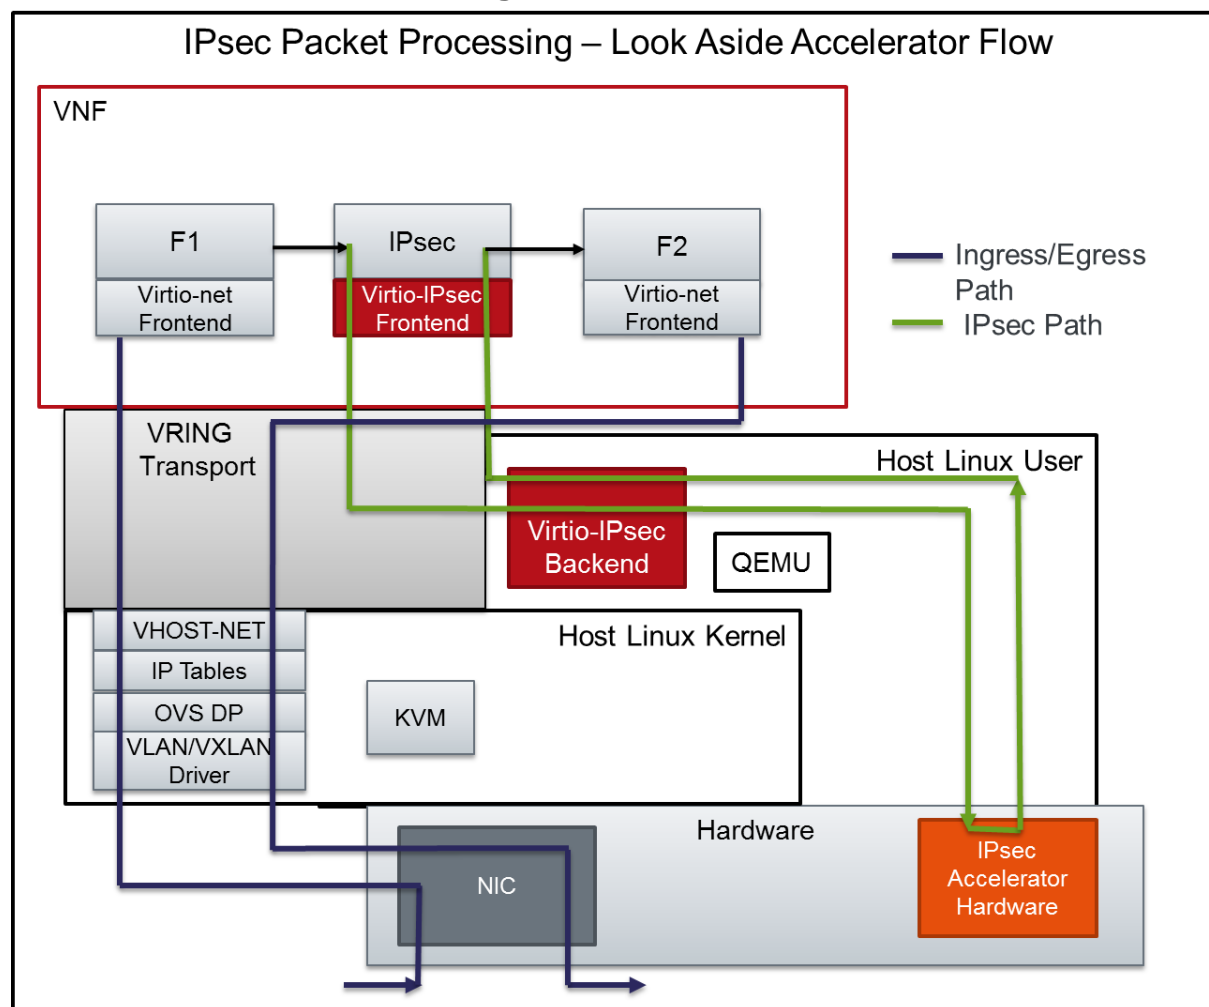 IPsec Packet Processing – Look Aside Accelerator Flow
VNF
F1
Virtio-net
Frontend
IPsec
Virtio-IPsec
Frontend
F2
Virtio-net
Frontend
Ingress/Egress
Path
IPsec Path
VRING
Transport
Host Linux User
Virtio-IPsec
Backend
QEMU
VHOST-NET
IP Tables
OVS DP
VLAN/VXLAN
Driver
Host Linux Kernel
KVM
Hardware
NIC
IPsec
Accelerator
Hardware